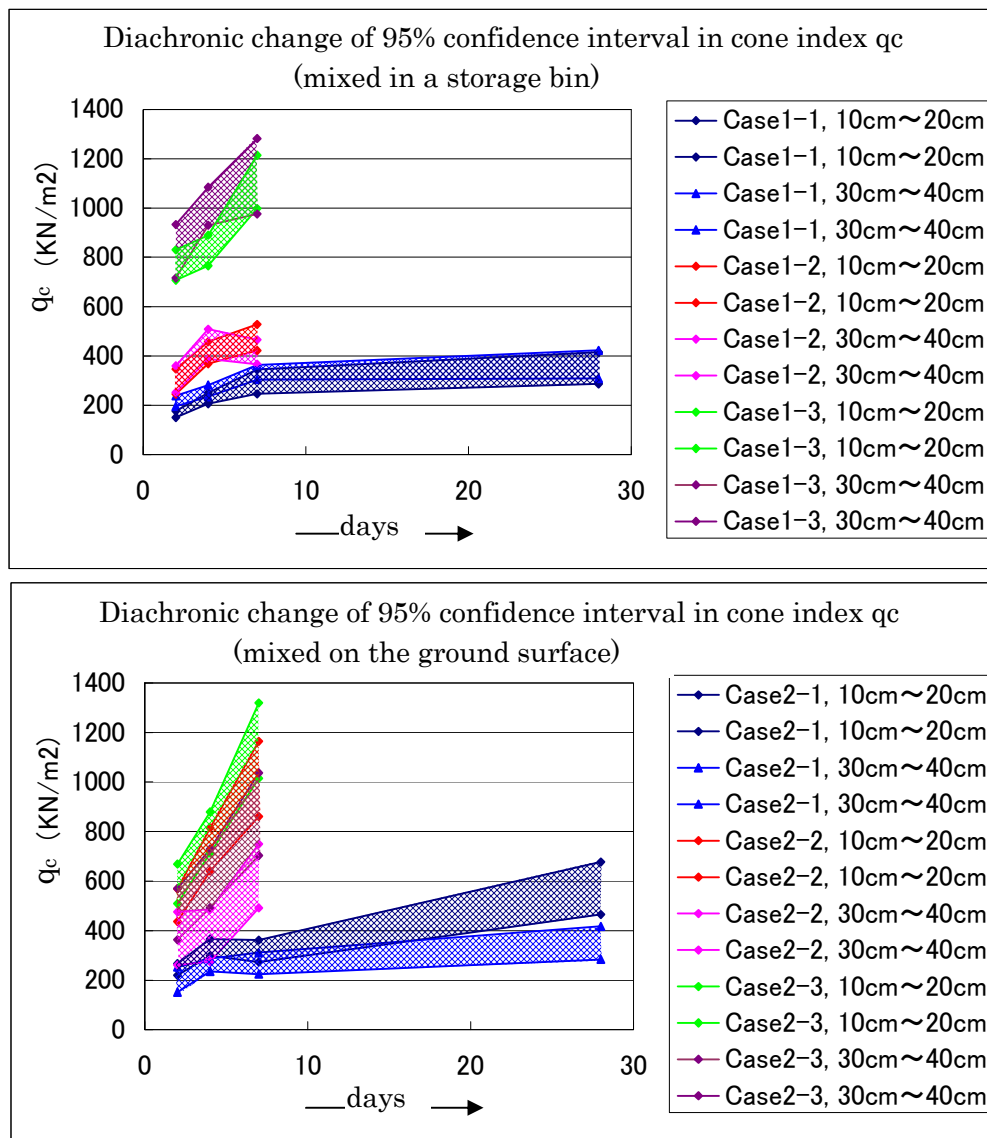 Diachronic change of 95% confidence interval in cone index qc
(mixed in a storage bin)
1400
1200
1000
800
600
400
200
0
qc (KN/m2)
0
10
20
30
days
Case1-1, 10cm～20cm
Case1-1, 10cm～20cm
Case1-1, 30cm～40cm
Case1-1, 30cm～40cm
Case1-2, 10cm～20cm
Case1-2, 10cm～20cm
Case1-2, 30cm～40cm
Case1-2, 30cm～40cm
Case1-3, 10cm～20cm
Case1-3, 10cm～20cm
Case1-3, 30cm～40cm
Case1-3, 30cm～40cm
Diachronic change of 95% confidence interval in cone index qc
(mixed on the ground surface)
1400
1200
1000
800
600
400
200
0
qc (KN/m2)
0
10
20
30
days
Case2-1, 10cm～20cm
Case2-1, 10cm～20cm
Case2-1, 30cm～40cm
Case2-1, 30cm～40cm
Case2-2, 10cm～20cm
Case2-2, 10cm～20cm
Case2-2, 30cm～40cm
Case2-2, 30cm～40cm
Case2-3, 10cm～20cm
Case2-3, 10cm～20cm
Case2-3, 30cm～40cm
Case2-3, 30cm～40cm